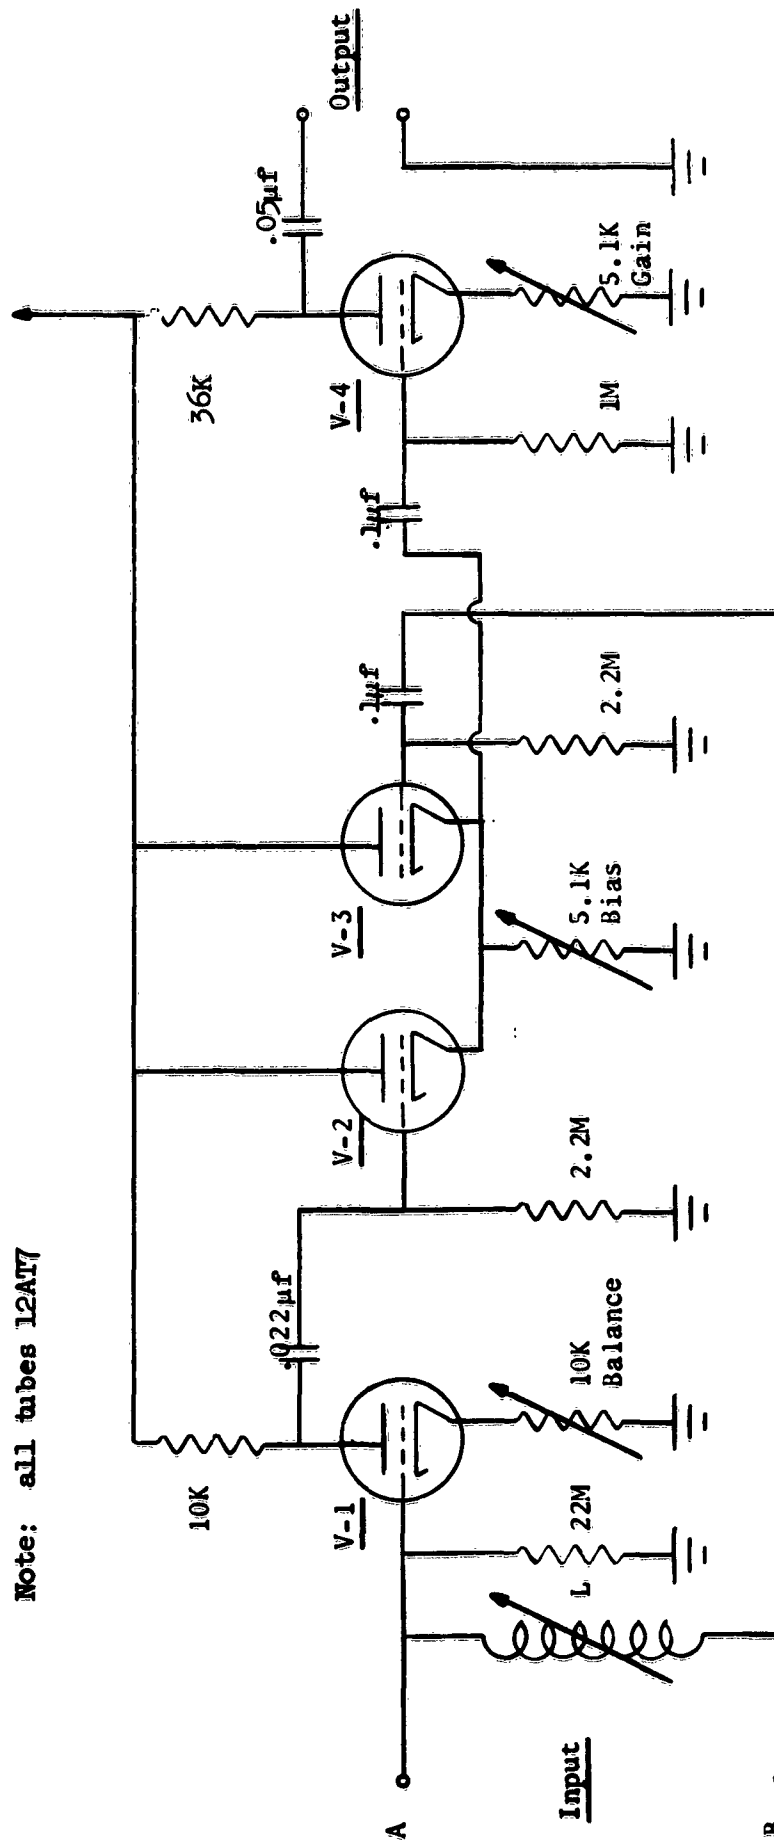 Note: all tubes 12AT7
10K
.022µf
36K
.05µf
Output
V-1
V-2
V-3
.1µf
.1µf
V-4
A
Input
L
22M
10K
Balance
2.2M
5.1K
Bias
2.2M
1M
5.1K
Gain
B